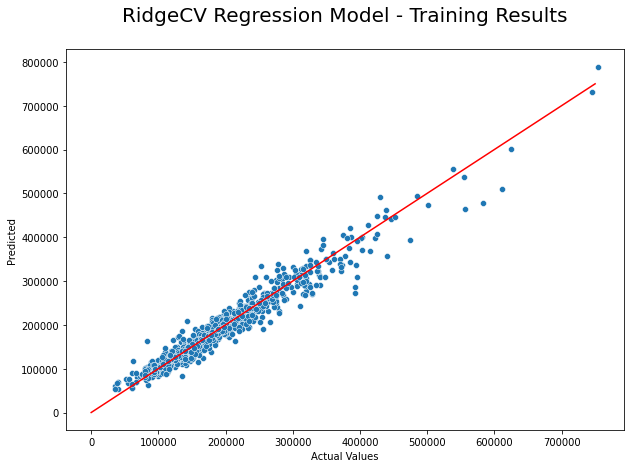 RidgeCV Regression Model - Training Results
800000
700000
600000
500000
400000
300000
200000
100000
0
Predicted
0 100000 200000 300000 400000 500000 600000 700000
Actual Values